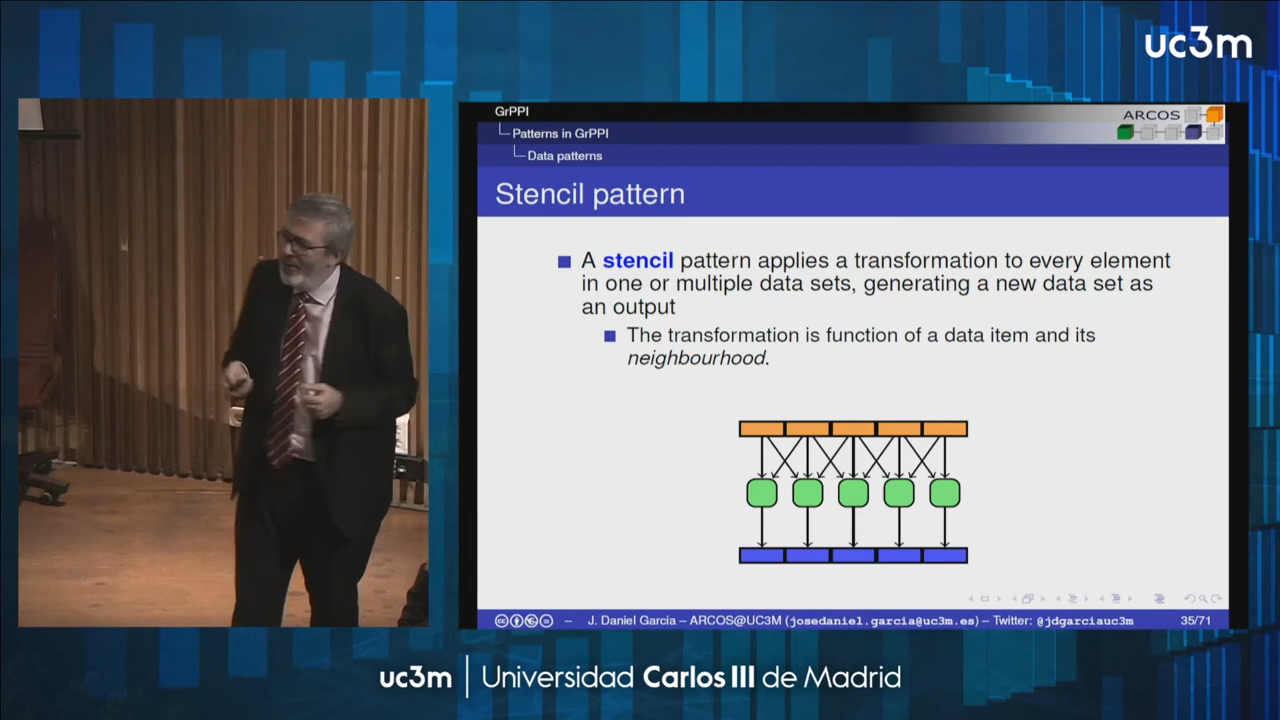 uc3m
GrPPI
Patterns in GrPPI
Data patterns
ARCOS
Stencil pattern
A stencil pattern applies a transformation to every element
in one or multiple data sets, generating a new data set as
an output
The transformation is function of a data item and its
neighbourhood.
J. Daniel Garcia – ARCOS@UC3M (josedaniel.garcia@uc3m.es) – Twitter: @jdgarciauc3m
35/71
uc3m | Universidad Carlos III de Madrid